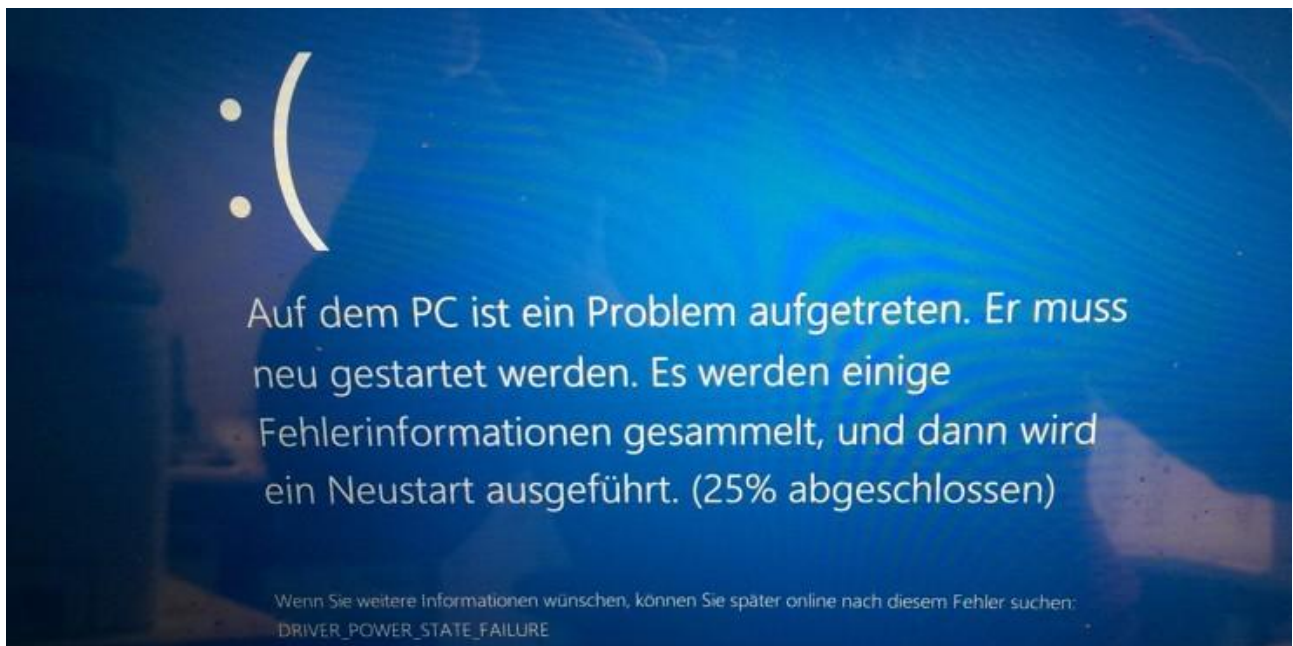 :(
Auf dem PC ist ein Problem aufgetreten. Er muss
neu gestartet werden. Es werden einige
Fehlerinformationen gesammelt, und dann wird
ein Neustart ausgeführt. (25% abgeschlossen)
Wenn Sie weitere Informationen wünschen, können Sie später online nach diesem Fehler suchen:
DRIVER_POWER_STATE_FAILURE